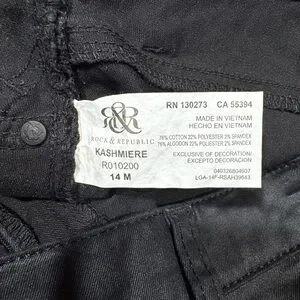 RN 130273 CA 55394
R&R
ROCK & REPUBLIC
MADE IN VIETNAM
HECHO EN VIETNAM
76% COTTON 22% POLYESTER 2% SPANDEX
76% ALGODON 22% POLYESTER 2% SPANDEX
KASHMIERE
R010200
14 M
EXCLUSIVE OF DECORATION/
EXCEPTO DECORACION